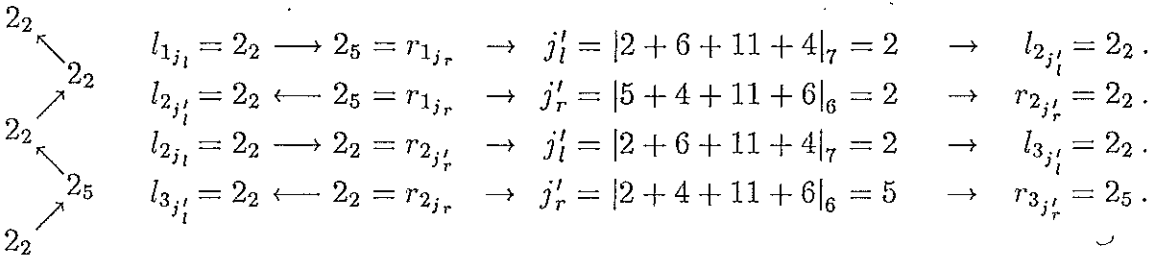 2₂
l_{1_{j_l}} = 2₂ ⟶ 2₅ = r_{1_{j_r}} → j′_l = |2 + 6 + 11 + 4|₇ = 2 → l_{2_{j′_l}} = 2₂ .
2₂
l_{2_{j′_l}} = 2₂ ⟵ 2₅ = r_{1_{j_r}} → j′_r = |5 + 4 + 11 + 6|₆ = 2 → r_{2_{j′_r}} = 2₂ .
2₂
l_{2_{j_l}} = 2₂ ⟶ 2₂ = r_{2_{j′_r}} → j′_l = |2 + 6 + 11 + 4|₇ = 2 → l_{3_{j′_l}} = 2₂ .
2₅
l_{3_{j′_l}} = 2₂ ⟵ 2₂ = r_{2_{j_r}} → j′_r = |2 + 4 + 11 + 6|₆ = 5 → r_{3_{j′_r}} = 2₅ .
2₂